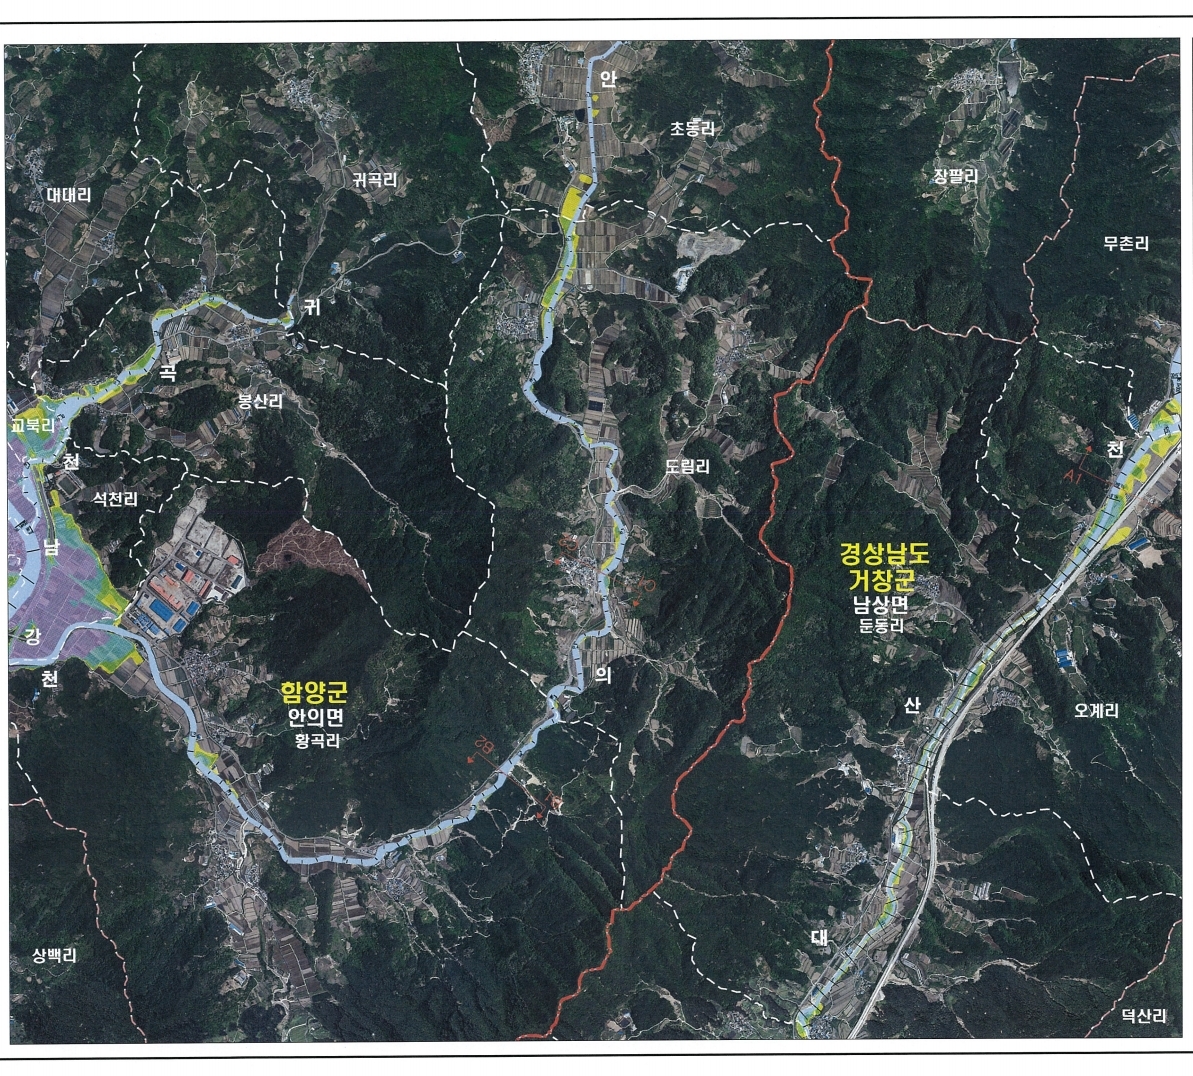 안
초동리
장팔리
귀곡리
대대리
무촌리
귀
곡
봉산리
교북리
천
천
도림리
A1
석천리
남
경상남도
거창군
남상면
둔동리
강
천
의
함양군
안의면
황곡리
산
오계리
B2
대
상백리
덕산리